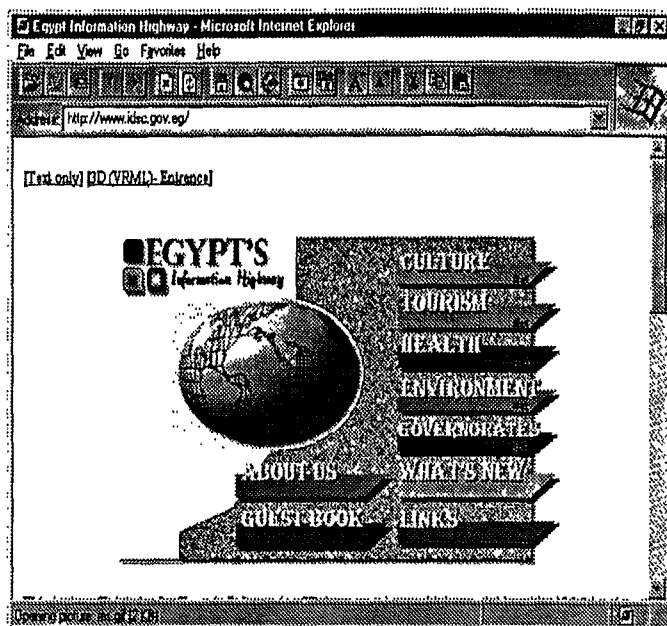 Egypt Information Highway - Microsoft Internet Explorer
File Edit View Go Favorites Help
Address: http://www.idsc.gov.eg/
[Text only] [3D (VRML)- Entrance]
EGYPT'S
Information Highway
CULTURE
TOURISM
HEALTH
ENVIRONMENT
GOVERNORATES
ABOUT US
WHAT'S NEW
GUEST BOOK
LINKS
Opening picture